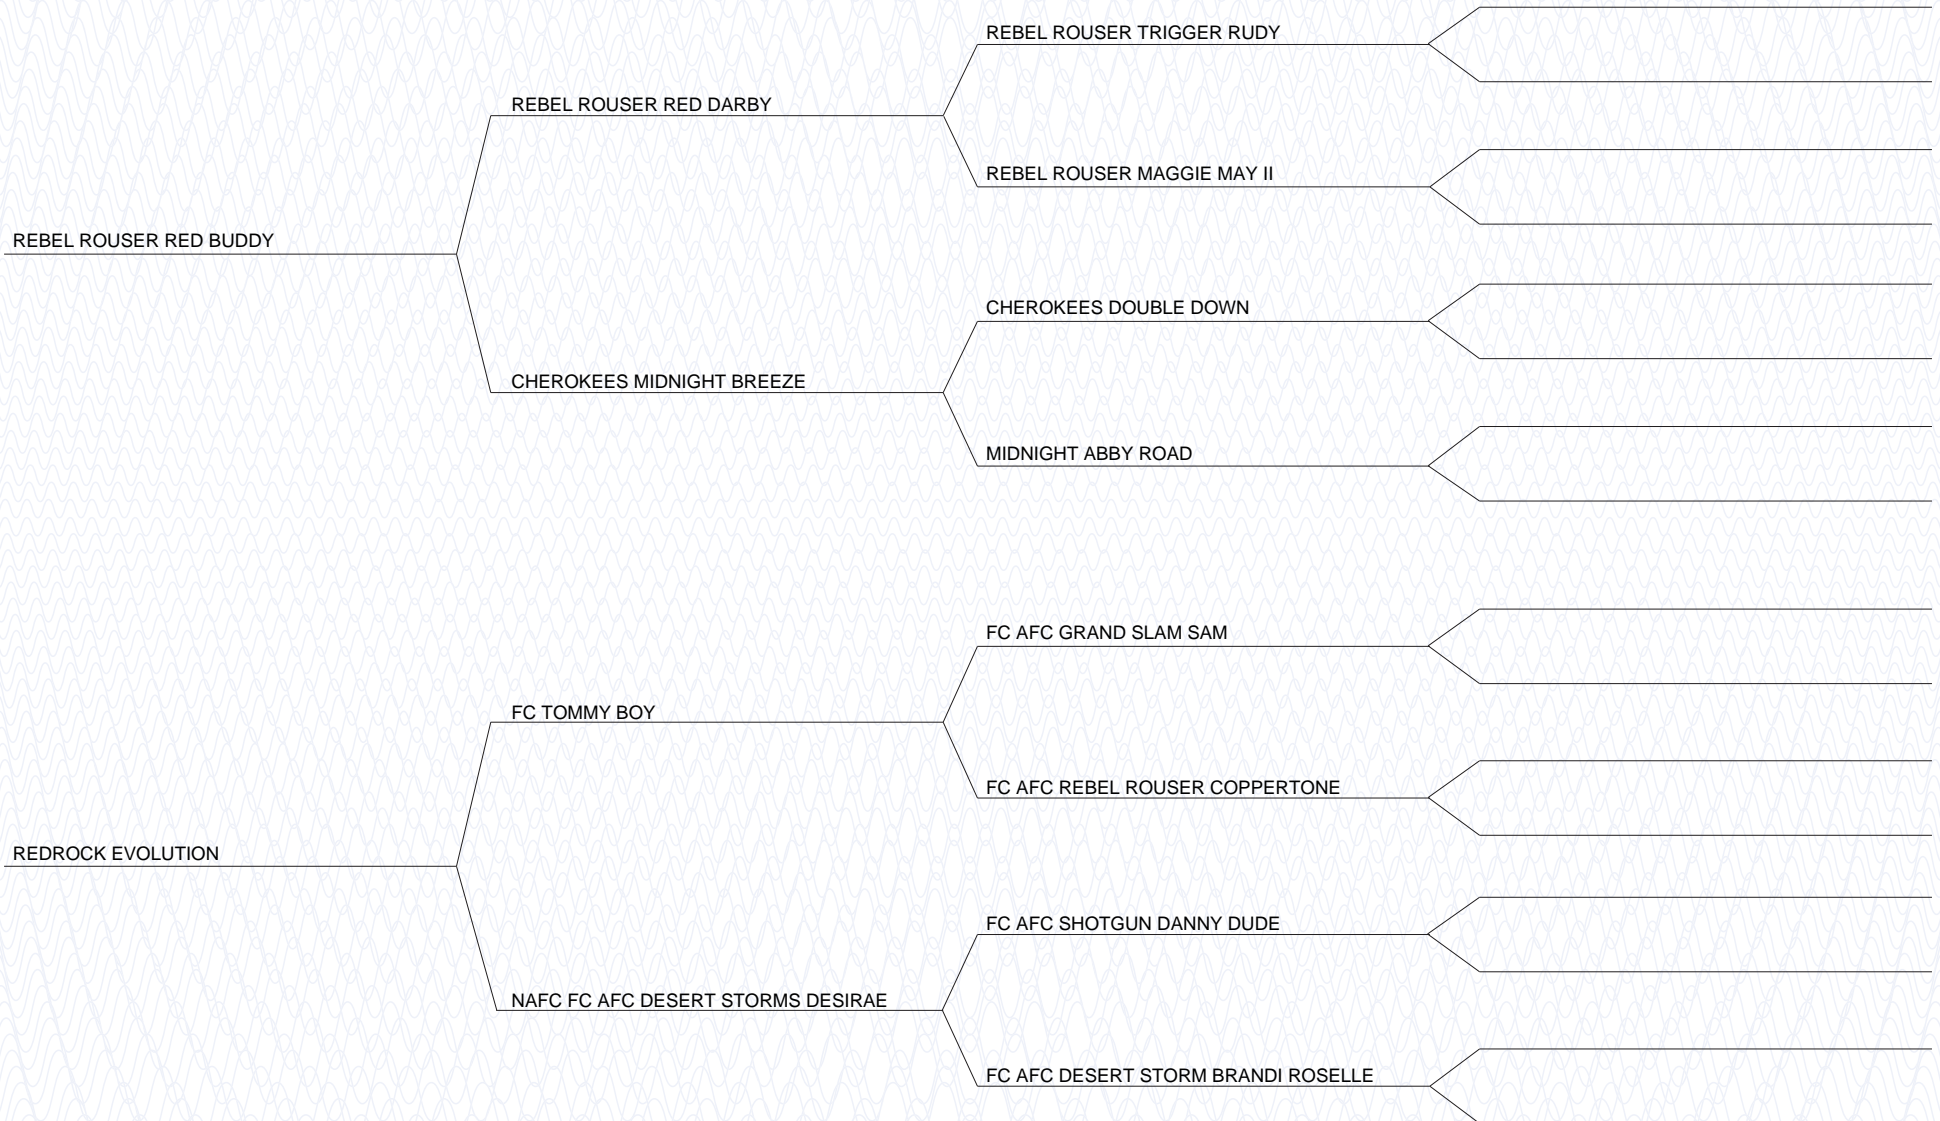 REBEL ROUSER TRIGGER RUDY
REBEL ROUSER RED DARBY
REBEL ROUSER MAGGIE MAY II
REBEL ROUSER RED BUDDY
CHEROKEES DOUBLE DOWN
CHEROKEES MIDNIGHT BREEZE
MIDNIGHT ABBY ROAD
FC AFC GRAND SLAM SAM
FC TOMMY BOY
FC AFC REBEL ROUSER COPPERTONE
REDROCK EVOLUTION
FC AFC SHOTGUN DANNY DUDE
NAFC FC AFC DESERT STORMS DESIRAE
FC AFC DESERT STORM BRANDI ROSELLE